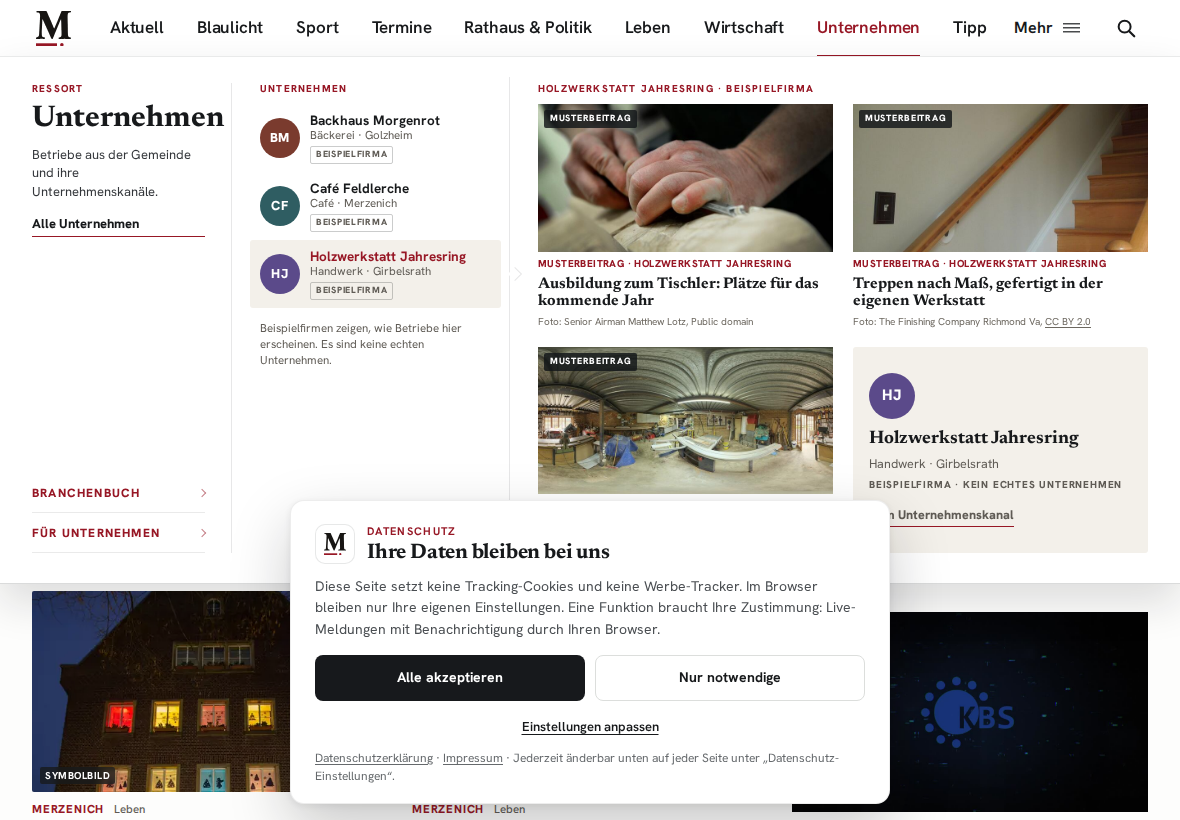 M
Aktuell Blaulicht Sport Termine Rathaus & Politik Leben Wirtschaft Unternehmen Tipp Mehr
RESSORT
Unternehmen
Betriebe aus der Gemeinde
und ihre
Unternehmenskanäle.
Alle Unternehmen
BRANCHENBUCH
FÜR UNTERNEHMEN
UNTERNEHMEN
BM
Backhaus Morgenrot
Bäckerei · Golzheim
BEISPIELFIRMA
CF
Café Feldlerche
Café · Merzenich
BEISPIELFIRMA
HJ
Holzwerkstatt Jahresring
Handwerk · Girbelsrath
BEISPIELFIRMA
Beispielfirmen zeigen, wie Betriebe hier
erscheinen. Es sind keine echten
Unternehmen.
HOLZWERKSTATT JAHRESRING · BEISPIELFIRMA
MUSTERBEITRAG
MUSTERBEITRAG · HOLZWERKSTATT JAHRESRING
Ausbildung zum Tischler: Plätze für das
kommende Jahr
Foto: Senior Airman Matthew Lotz, Public domain
MUSTERBEITRAG
MUSTERBEITRAG · HOLZWERKSTATT JAHRESRING
Treppen nach Maß, gefertigt in der
eigenen Werkstatt
Foto: The Finishing Company Richmond Va, CC BY 2.0
MUSTERBEITRAG
HJ
Holzwerkstatt Jahresring
Handwerk · Girbelsrath
BEISPIELFIRMA · KEIN ECHTES UNTERNEHMEN
Unternehmenskanal
M
DATENSCHUTZ
Ihre Daten bleiben bei uns
Diese Seite setzt keine Tracking-Cookies und keine Werbe-Tracker. Im Browser
bleiben nur Ihre eigenen Einstellungen. Eine Funktion braucht Ihre Zustimmung: Live-
Meldungen mit Benachrichtigung durch Ihren Browser.
Alle akzeptieren
Nur notwendige
Einstellungen anpassen
Datenschutzerklärung · Impressum · Jederzeit änderbar unten auf jeder Seite unter „Datenschutz-
Einstellungen“.
SYMBOLBILD
MERZENICH Leben
MERZENICH Leben
KBS